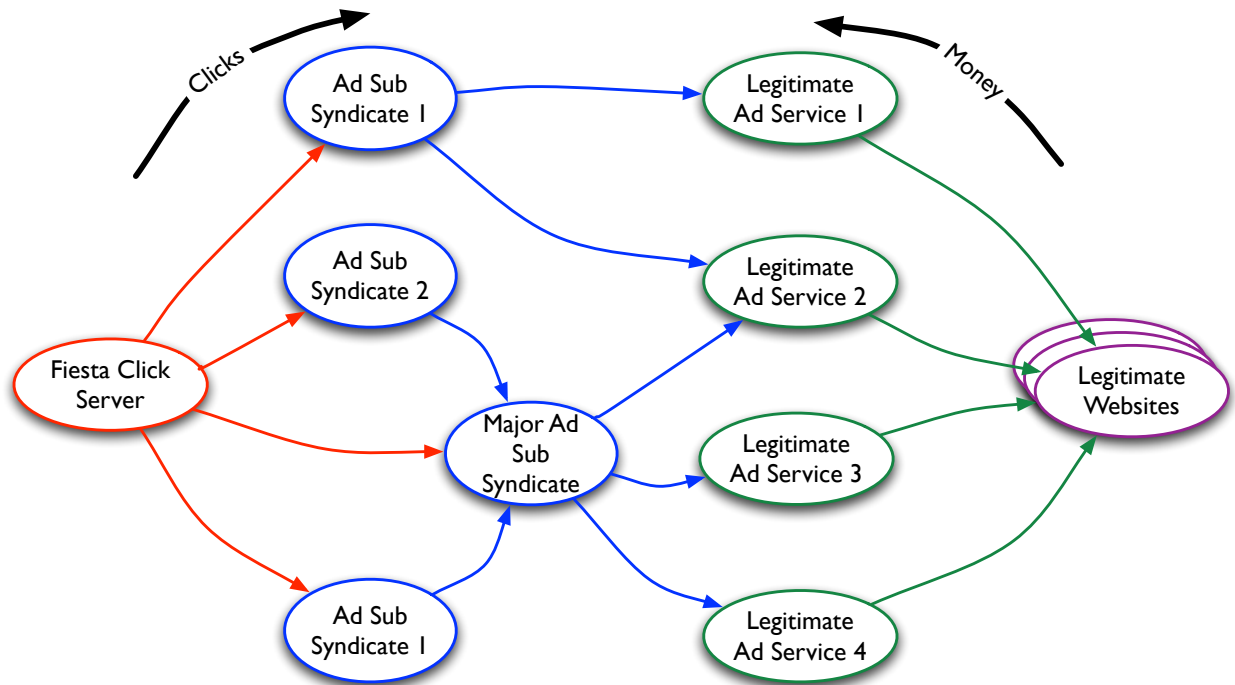 Clicks
Money
Ad Sub
Syndicate 1
Legitimate
Ad Service 1
Ad Sub
Syndicate 2
Legitimate
Ad Service 2
Fiesta Click
Server
Legitimate
Websites
Major Ad
Sub
Syndicate
Legitimate
Ad Service 3
Ad Sub
Syndicate 1
Legitimate
Ad Service 4